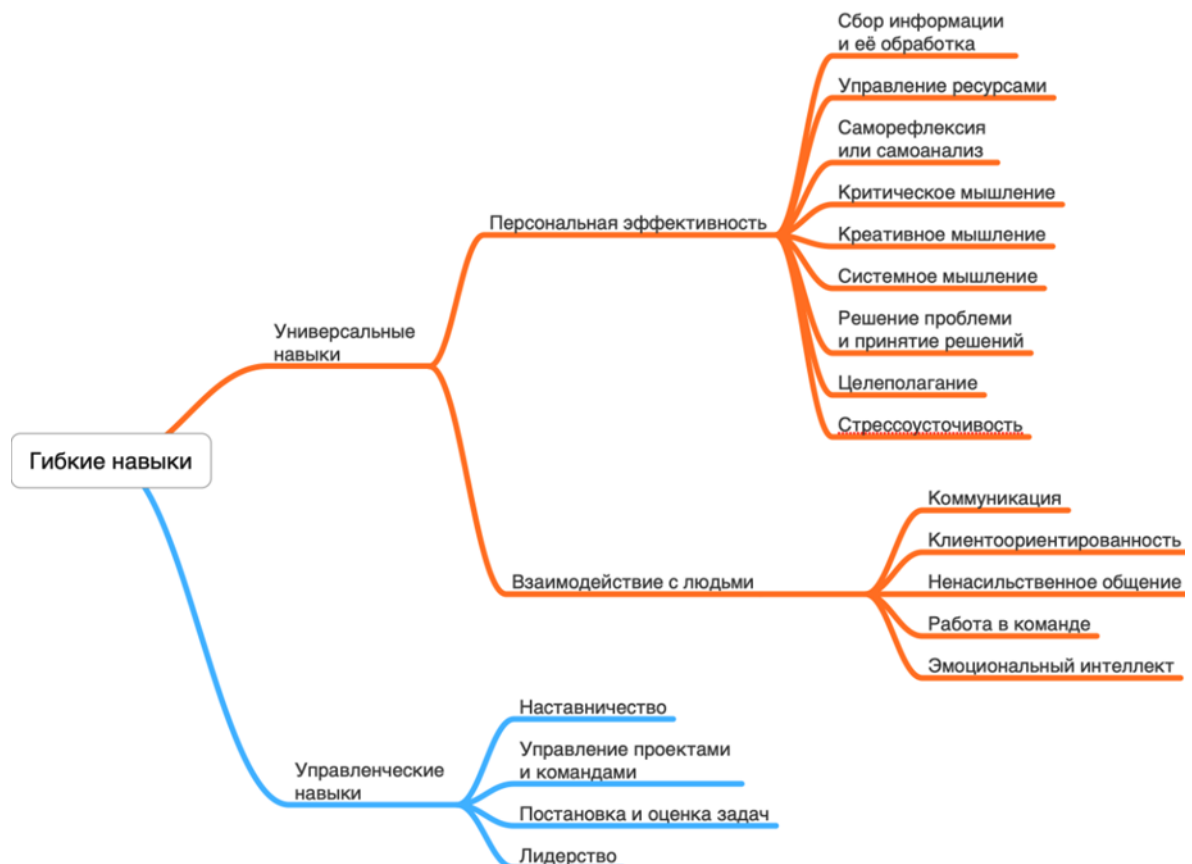 Гибкие навыки
Универсальные
навыки
Персональная эффективность
Сбор информации
и её обработка
Управление ресурсами
Саморефлексия
или самоанализ
Критическое мышление
Креативное мышление
Системное мышление
Решение проблеми
и принятие решений
Целеполагание
Стрессоусточивость
Взаимодействие с людьми
Коммуникация
Клиентоориентированность
Ненасильственное общение
Работа в команде
Эмоциональный интеллект
Управленческие
навыки
Наставничество
Управление проектами
и командами
Постановка и оценка задач
Лидерство